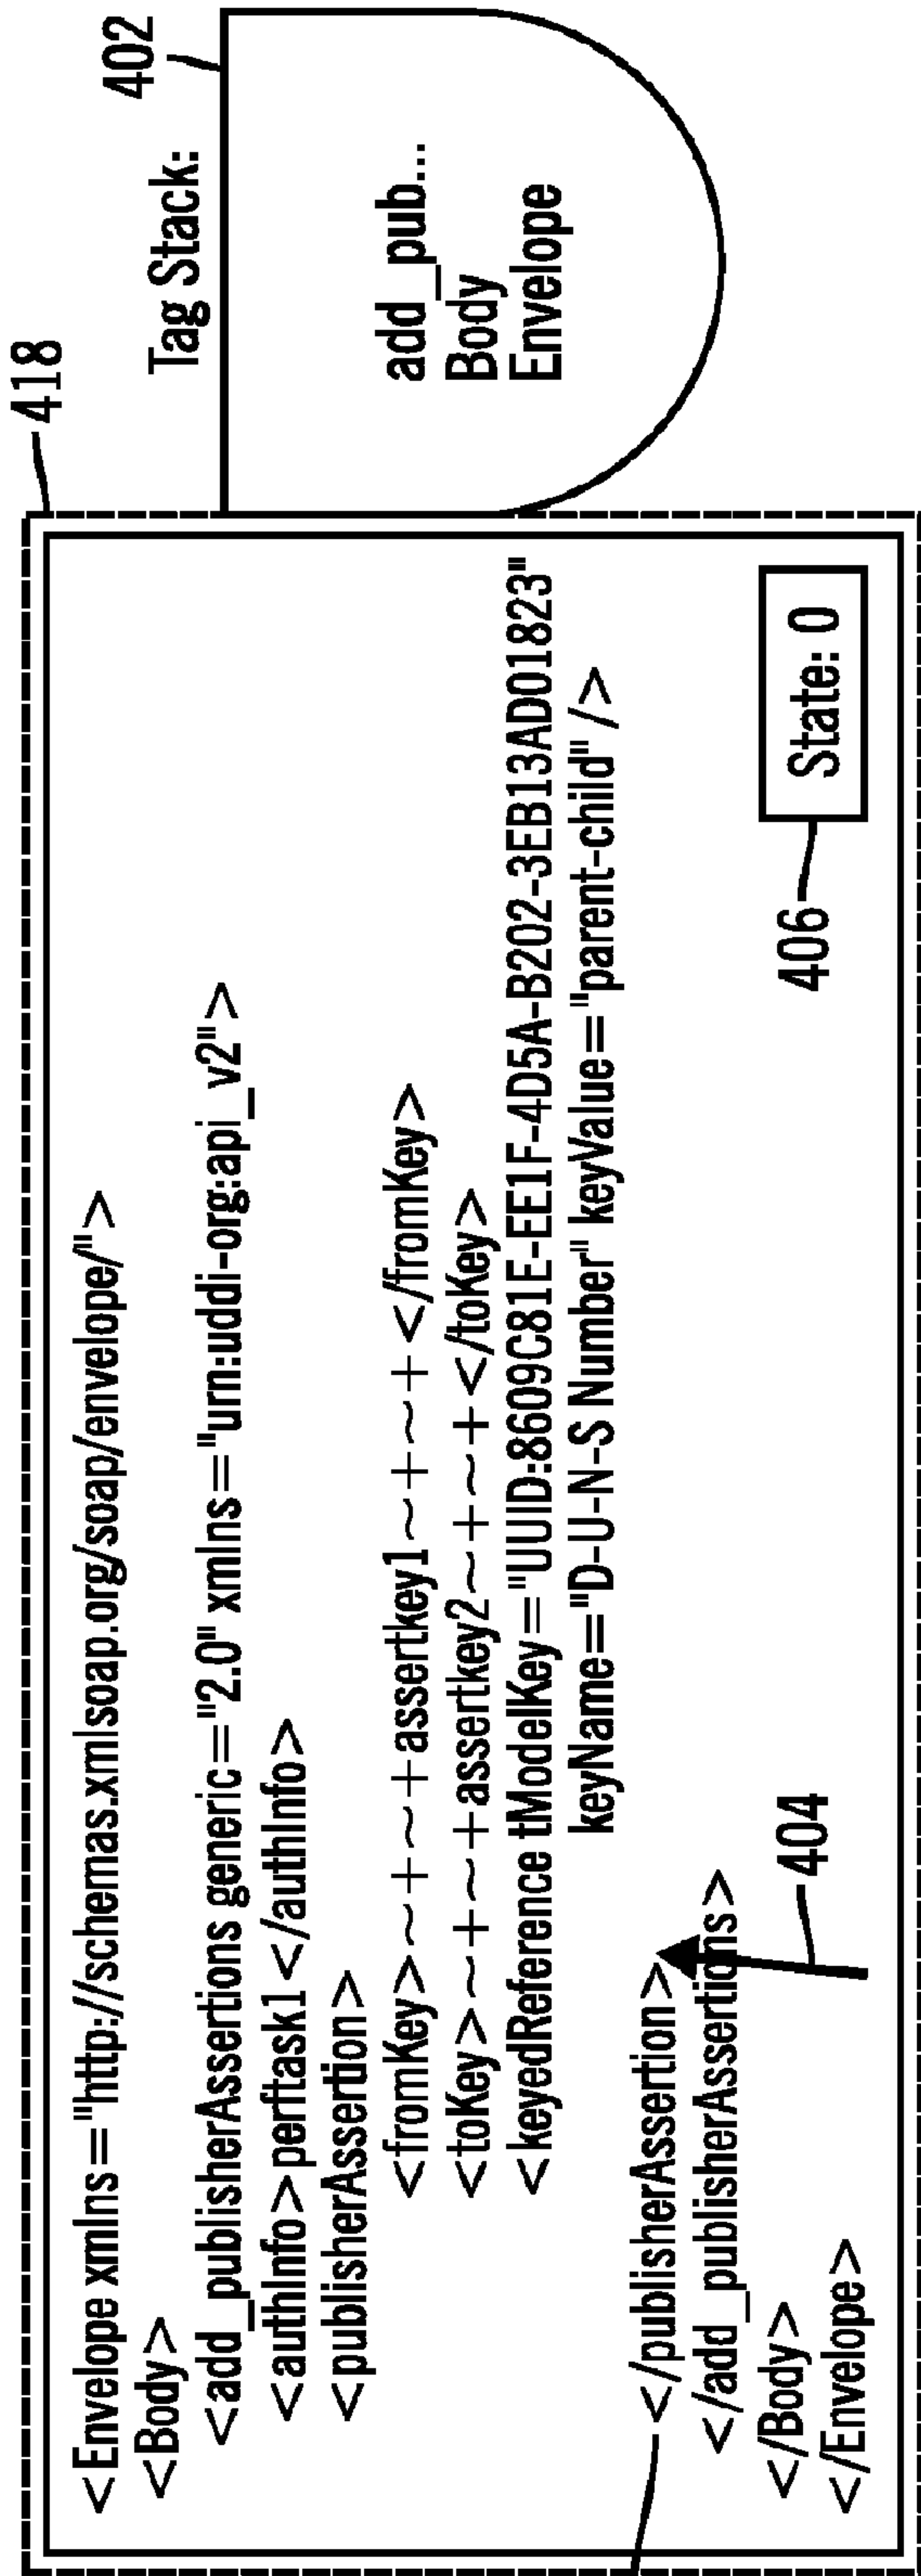 418
<Envelope xmlns="http://schemas.xmlsoap.org/soap/envelope/">
<Body>
<add_publisherAssertions generic="2.0" xmlns="urn:uddi-org:api_v2">
<authInfo>perftask1 </authInfo>
<publisherAssertion>
<fromKey>~+~+~+assertkey1~+~+~+</fromKey>
<toKey>~+~+~+assertkey2~+~+~+</toKey>
<keyedReference tModelKey="UUID:8609C81E-EE1F-4D5A-B202-3EB13AD01823"
keyName="D-U-N-S Number" keyValue="parent-child" />
</publisherAssertion>
</add_publisherAssertions>
</Body>
</Envelope>
404
406
State: 0
Tag Stack:
402
add_pub...
Body
Envelope